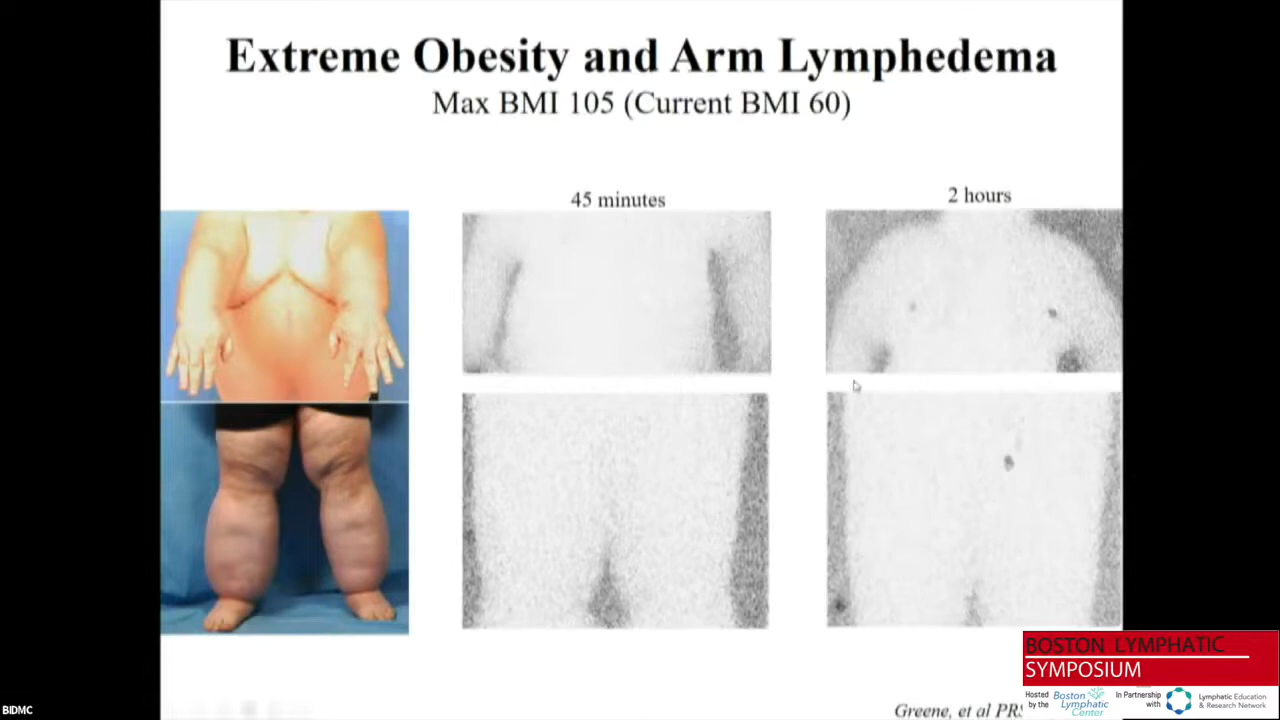 Extreme Obesity and Arm Lymphedema
Max BMI 105 (Current BMI 60)
45 minutes
2 hours
BOSTON LYMPHATIC
SYMPOSIUM
Hosted
by the
Boston
Lymphatic
Center
In Partnership
with
Lymphatic Education
& Research Network
Greene, et al PRS
BIDMC